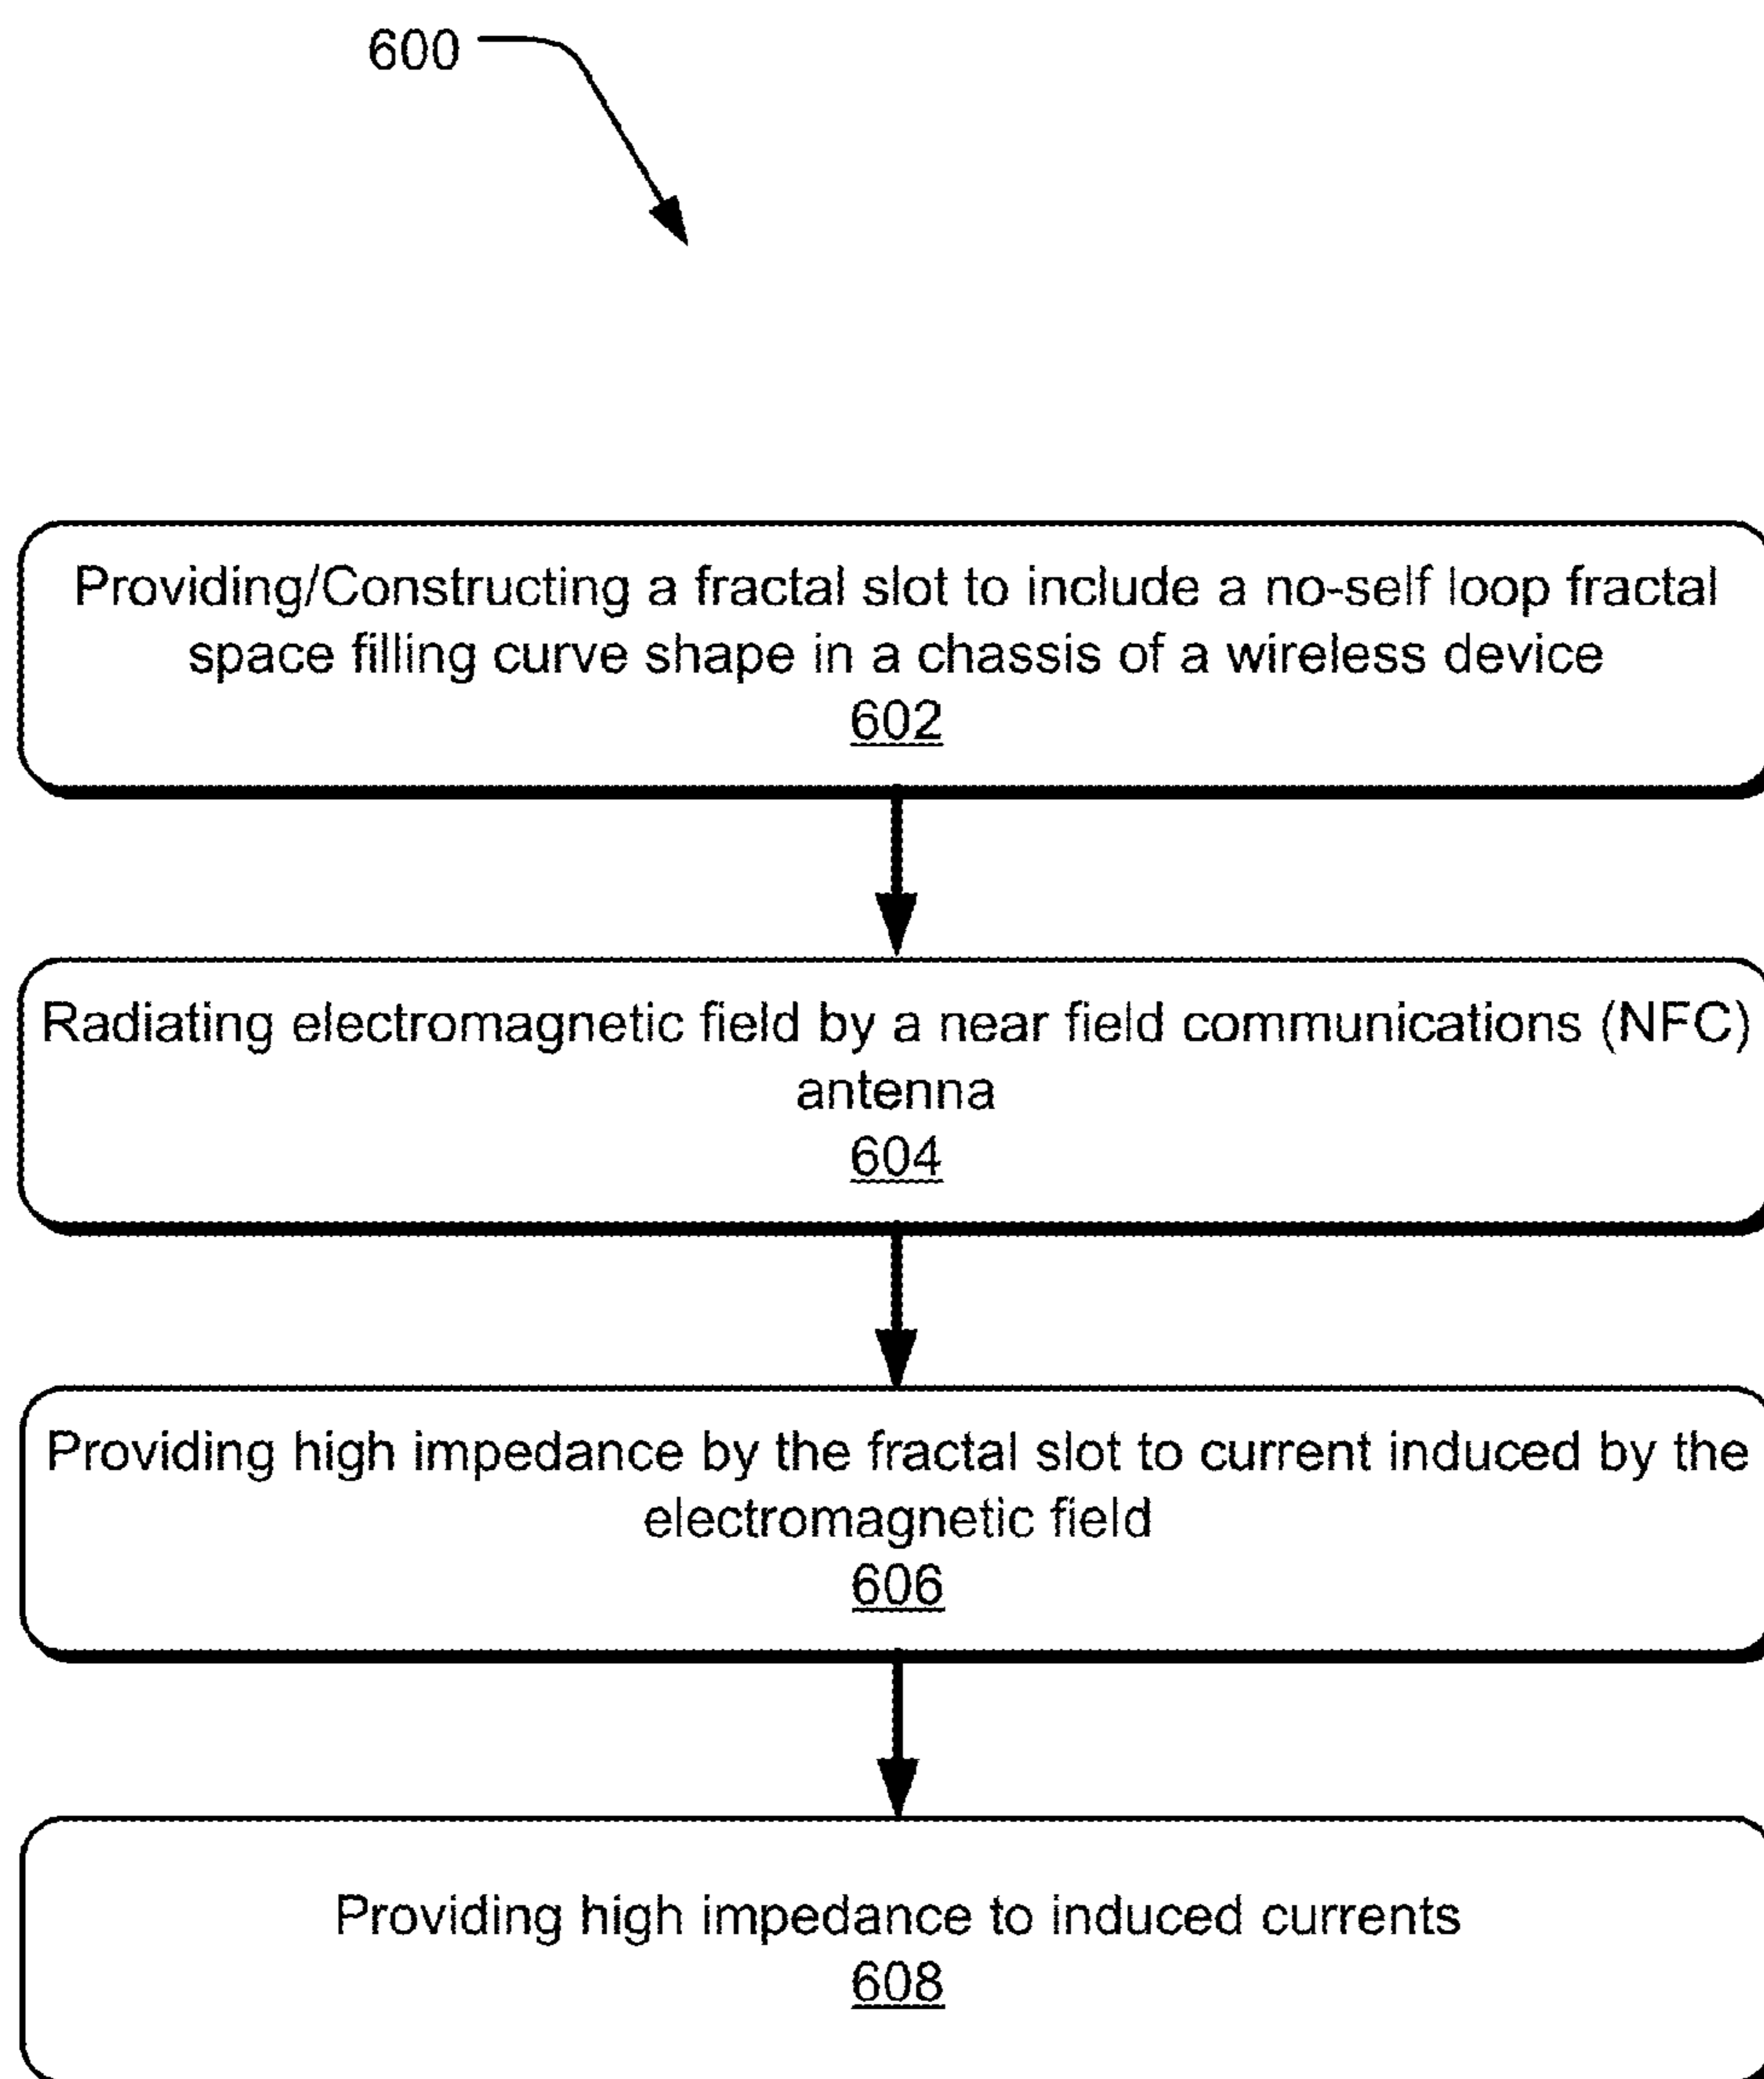 600
Providing/Constructing a fractal slot to include a no-self loop fractal
space filling curve shape in a chassis of a wireless device
602
Radiating electromagnetic field by a near field communications (NFC)
antenna
604
Providing high impedance by the fractal slot to current induced by the
electromagnetic field
606
Providing high impedance to induced currents
608